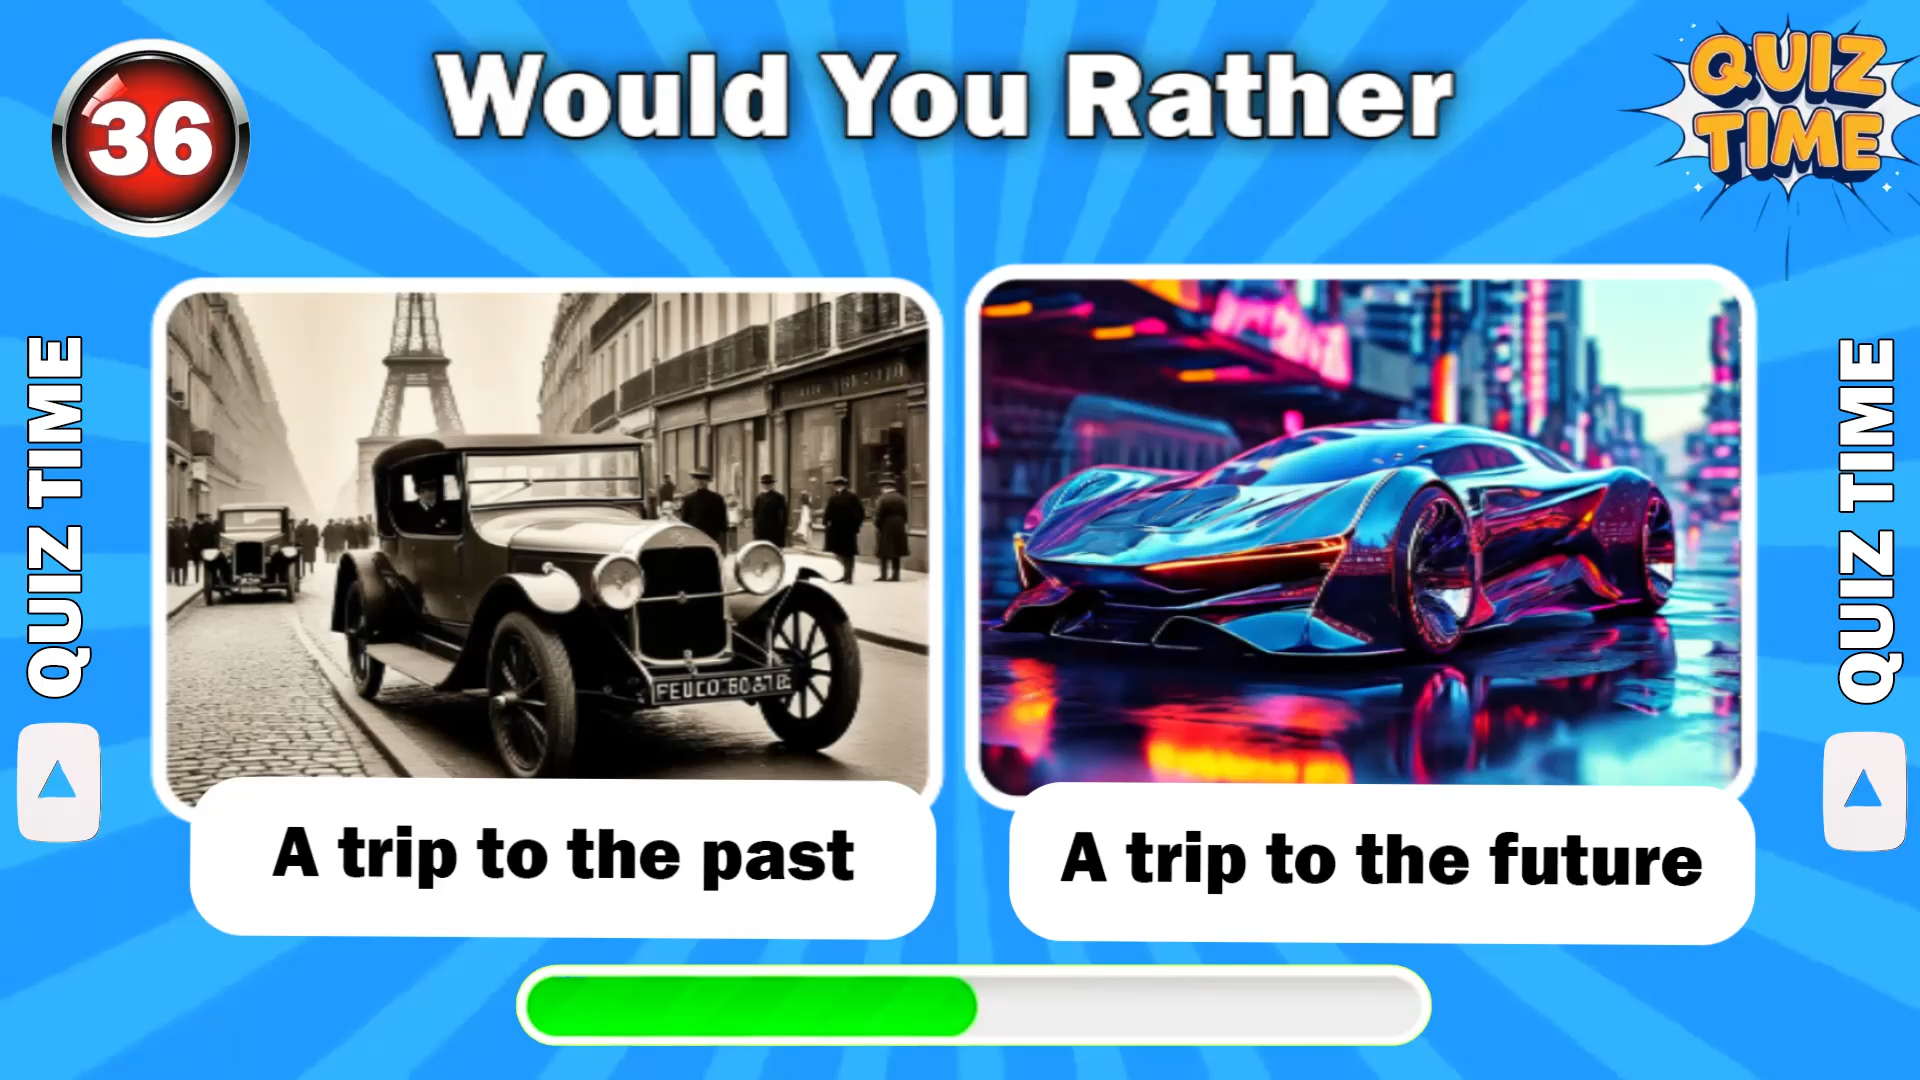 Would You Rather
36
QUIZ
TIME
QUIZ TIME
QUIZ TIME
A trip to the past
A trip to the future